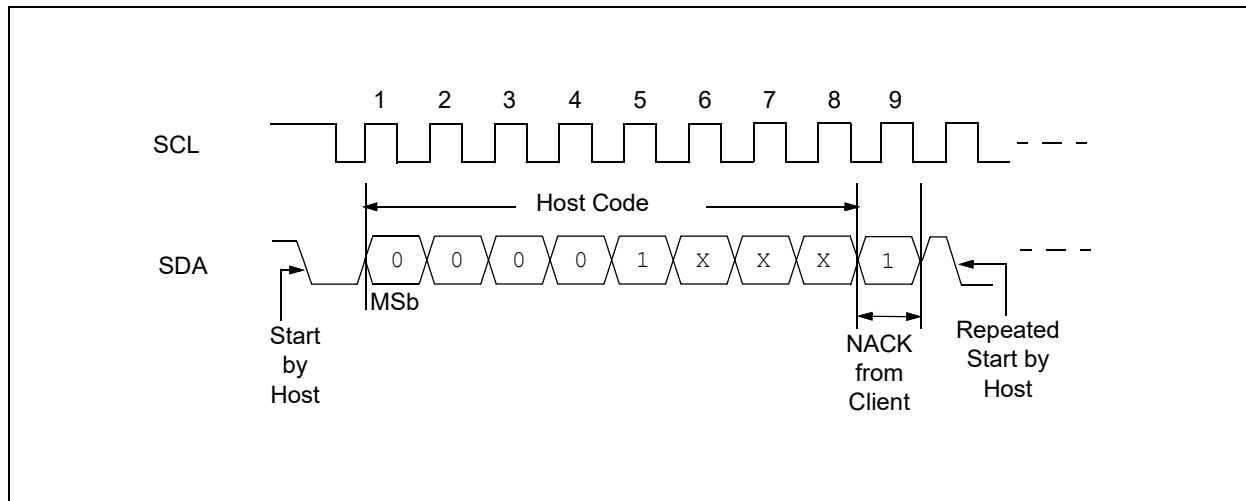 1 2 3 4 5 6 7 8 9
SCL
Host Code
SDA
0 0 0 0 1 X X X 1
MSb
Start
by
Host
NACK
from
Client
Repeated
Start by
Host